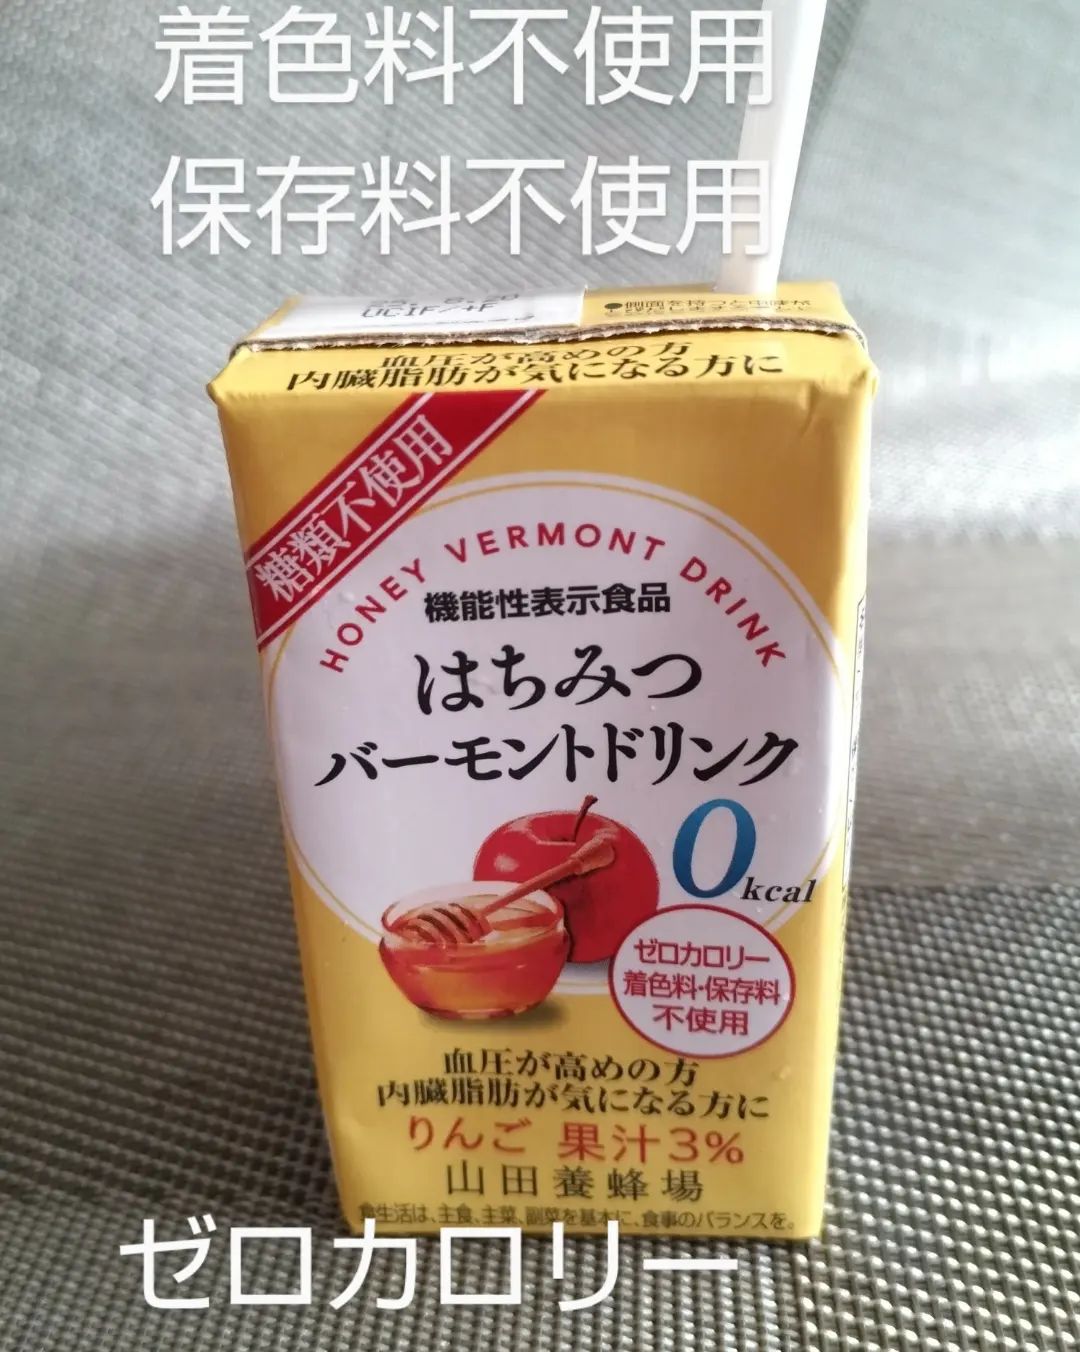 着色料不使用
保存料不使用
血圧が高めの方
内臓脂肪が気になる方に
糖類不使用
HONEY VERMONT DRINK
機能性表示食品
はちみつ
バーモントドリンク
0kcal
ゼロカロリー
着色料・保存料
不使用
血圧が高めの方
内臓脂肪が気になる方に
りんご 果汁3%
山田養蜂場
食生活は、主食、主菜、副菜を基本に、食事のバランスを。
ゼロカロリー